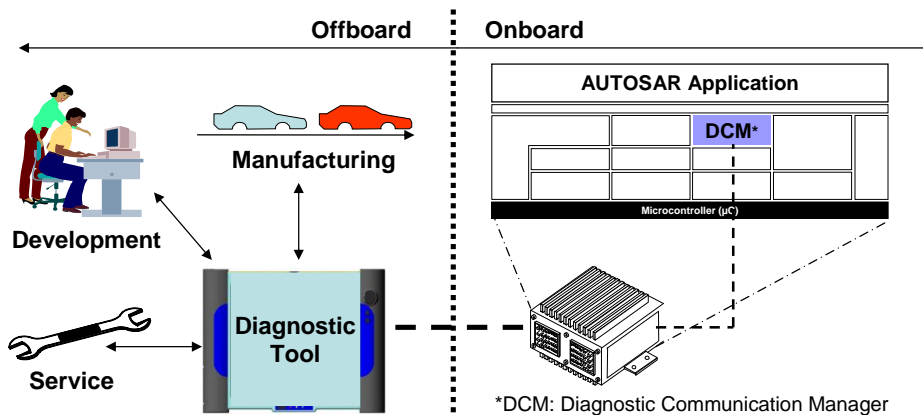 Offboard
Onboard
AUTOSAR Application
DCM*
Manufacturing
Microcontroller (µC)
Development
Diagnostic
Tool
Service
*DCM: Diagnostic Communication Manager